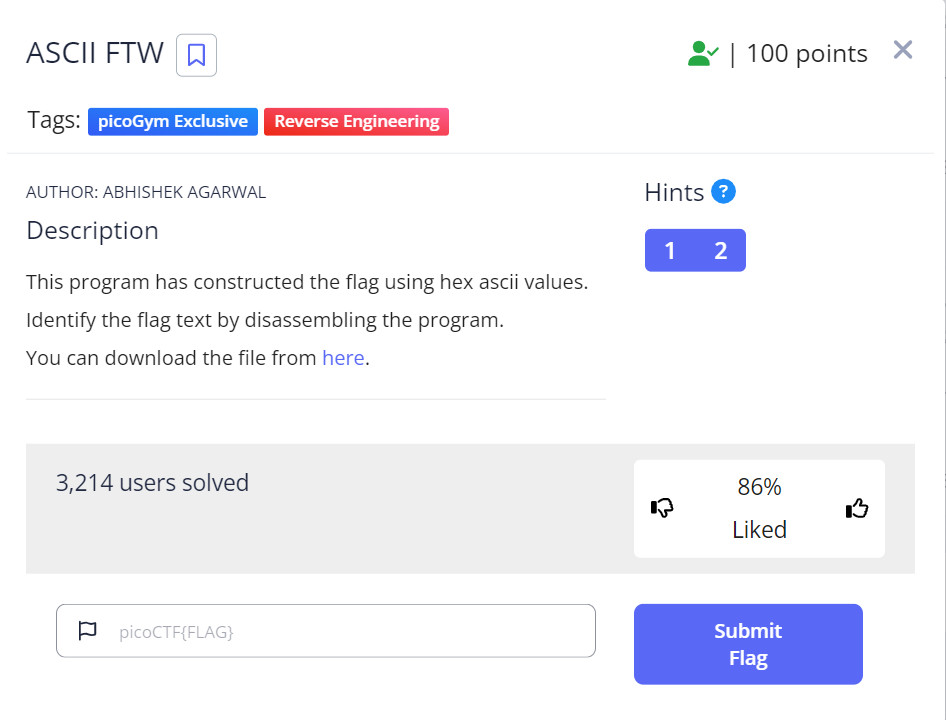 ASCII FTW
| 100 points
Tags: picoGym Exclusive Reverse Engineering
AUTHOR: ABHISHEK AGARWAL
Description
This program has constructed the flag using hex ascii values.
Identify the flag text by disassembling the program.
You can download the file from here.
Hints ?
1 2
3,214 users solved
86%
Liked
picoCTF{FLAG}
Submit
Flag